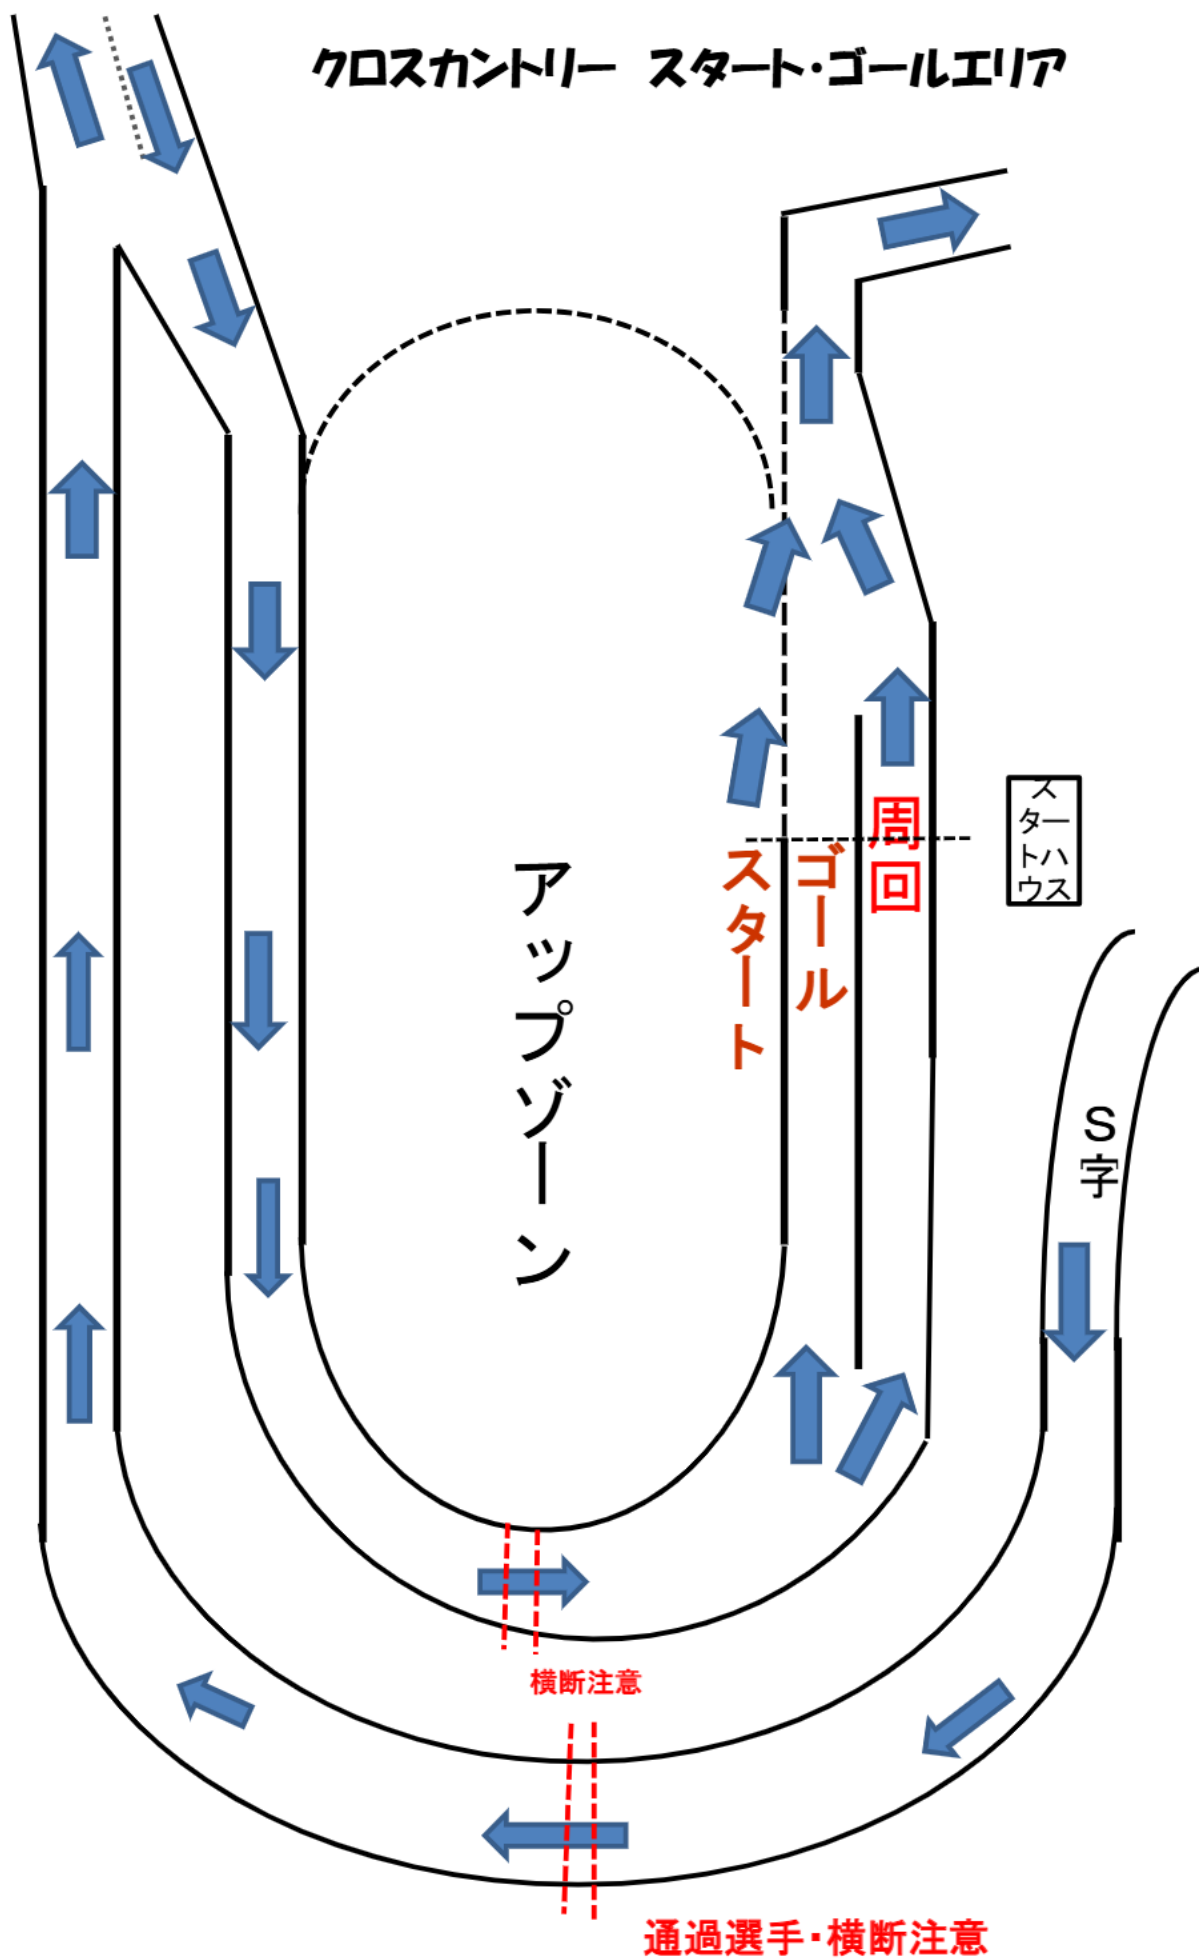 クロスカントリー　スタート・ゴールエリア
スタートハウス
周回
ゴール
スタート
アップゾーン
S字
横断注意
通過選手・横断注意